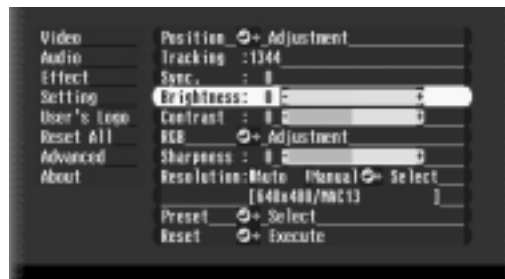 Video
Audio
Effect
Setting
User's Logo
Reset All
Advanced
About
Position Adjustment
Tracking :1344
Sync. : 0
Brightness: 0 - +
Contrast : 0 - +
RGB Adjustment
Sharpness : 0 - +
Resolution: Auto Manual Select
[640x480/MAC13 ]
Preset Select
Reset Execute